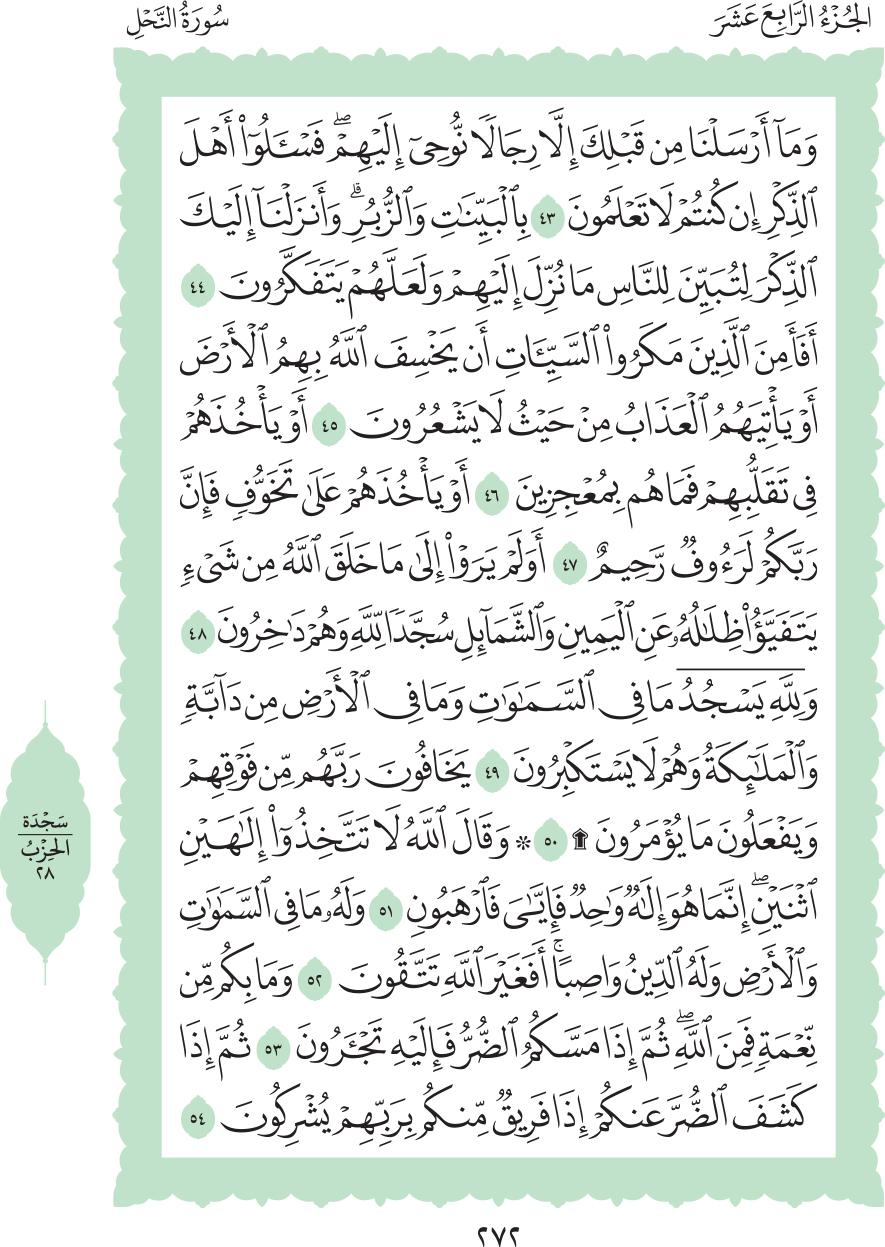 الجُزْءُ الرَّابِعَ عَشَرَ
سُورَةُ النَّحْلِ
وَمَآ أَرۡسَلۡنَا مِن قَبۡلِكَ إِلَّا رِجَالٗا نُّوحِيٓ إِلَيۡهِمۡۖ فَسۡـَٔلُوٓاْ أَهۡلَ
ٱلذِّكۡرِ إِن كُنتُمۡ لَا تَعۡلَمُونَ ٤٣ بِٱلۡبَيِّنَٰتِ وَٱلزُّبُرِۗ وَأَنزَلۡنَآ إِلَيۡكَ
ٱلذِّكۡرَ لِتُبَيِّنَ لِلنَّاسِ مَا نُزِّلَ إِلَيۡهِمۡ وَلَعَلَّهُمۡ يَتَفَكَّرُونَ ٤٤
أَفَأَمِنَ ٱلَّذِينَ مَكَرُواْ ٱلسَّيِّـَٔاتِ أَن يَخۡسِفَ ٱللَّهُ بِهِمُ ٱلۡأَرۡضَ
أَوۡ يَأۡتِيَهُمُ ٱلۡعَذَابُ مِنۡ حَيۡثُ لَا يَشۡعُرُونَ ٤٥ أَوۡ يَأۡخُذَهُمۡ
فِي تَقَلُّبِهِمۡ فَمَا هُم بِمُعۡجِزِينَ ٤٦ أَوۡ يَأۡخُذَهُمۡ عَلَىٰ تَخَوُّفٖ فَإِنَّ
رَبَّكُمۡ لَرَءُوفٞ رَّحِيمٌ ٤٧ أَوَلَمۡ يَرَوۡاْ إِلَىٰ مَا خَلَقَ ٱللَّهُ مِن شَيۡءٖ
يَتَفَيَّؤُاْ ظِلَٰلُهُۥ عَنِ ٱلۡيَمِينِ وَٱلشَّمَآئِلِ سُجَّدٗا لِّلَّهِ وَهُمۡ دَٰخِرُونَ ٤٨
وَلِلَّهِۤ يَسۡجُدُۤ مَا فِي ٱلسَّمَٰوَٰتِ وَمَا فِي ٱلۡأَرۡضِ مِن دَآبَّةٖ
وَٱلۡمَلَٰٓئِكَةُ وَهُمۡ لَا يَسۡتَكۡبِرُونَ ٤٩ يَخَافُونَ رَبَّهُم مِّن فَوۡقِهِمۡ
وَيَفۡعَلُونَ مَا يُؤۡمَرُونَ ۩ ٥٠ * وَقَالَ ٱللَّهُ لَا تَتَّخِذُوٓاْ إِلَٰهَيۡنِ
ٱثۡنَيۡنِۖ إِنَّمَا هُوَ إِلَٰهٞ وَٰحِدٞ فَإِيَّٰيَ فَٱرۡهَبُونِ ٥١ وَلَهُۥ مَا فِي ٱلسَّمَٰوَٰتِ
وَٱلۡأَرۡضِ وَلَهُ ٱلدِّينُ وَاصِبًاۚ أَفَغَيۡرَ ٱللَّهِ تَتَّقُونَ ٥٢ وَمَا بِكُم مِّن
نِّعۡمَةٖ فَمِنَ ٱللَّهِۖ ثُمَّ إِذَا مَسَّكُمُ ٱلضُّرُّ فَإِلَيۡهِ تَجۡـَٔرُونَ ٥٣ ثُمَّ إِذَا
كَشَفَ ٱلضُّرَّ عَنكُمۡ إِذَا فَرِيقٞ مِّنكُم بِرَبِّهِمۡ يُشۡرِكُونَ ٥٤
سَجْدَة
الحِزْبُ
٢٨
٢٧٢